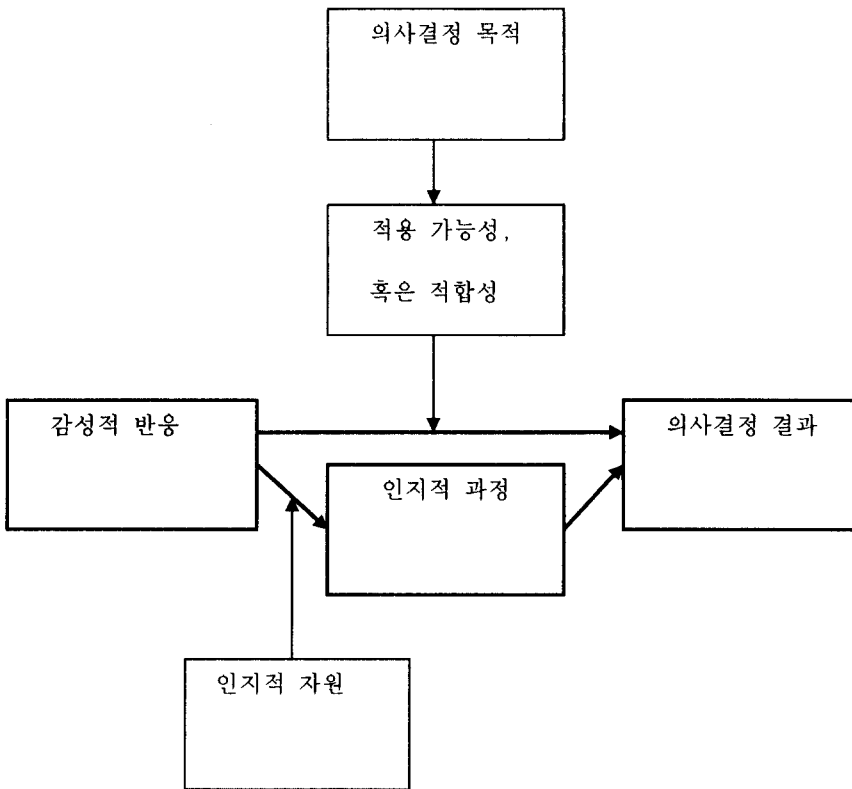 의사결정 목적
적용 가능성,
혹은 적합성
감성적 반응
의사결정 결과
인지적 과정
인지적 자원